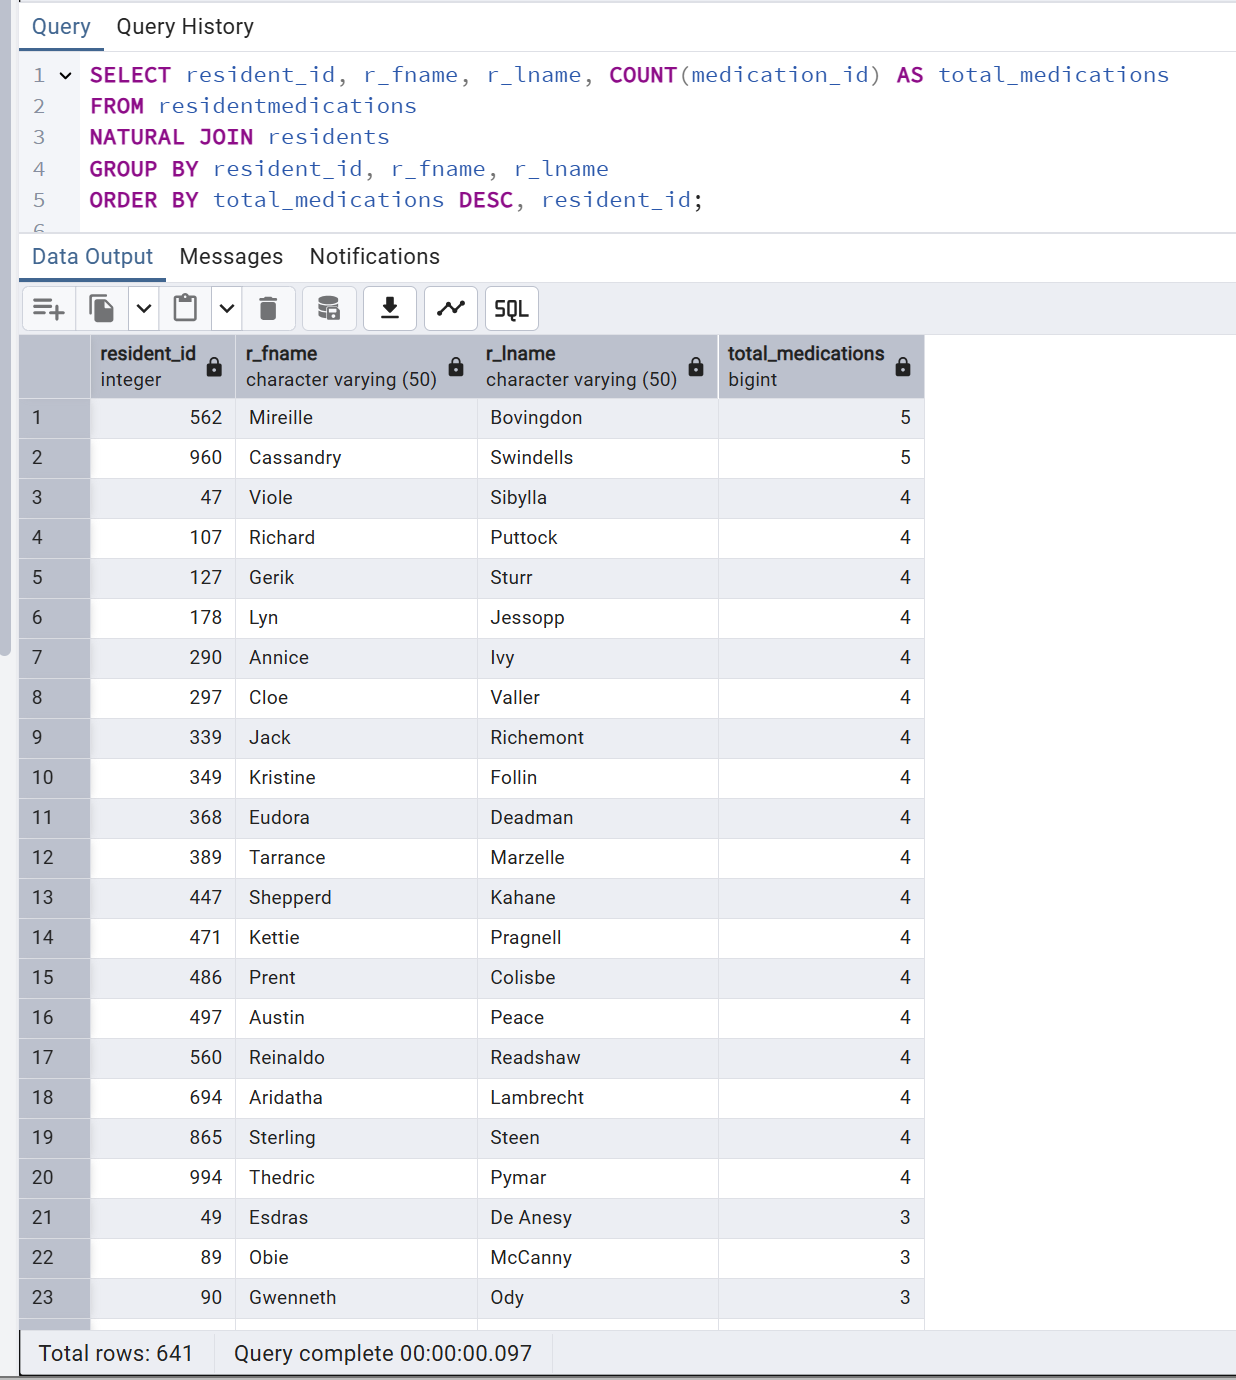 Query Query History
1 SELECT resident_id, r_fname, r_lname, COUNT(medication_id) AS total_medications
2 FROM residentmedications
3 NATURAL JOIN residents
4 GROUP BY resident_id, r_fname, r_lname
5 ORDER BY total_medications DESC, resident_id;
6
Data Output Messages Notifications
SQL
resident_id r_fname r_lname total_medications
integer character varying (50) character varying (50) bigint
1 562 Mireille Bovingdon 5
2 960 Cassandry Swindells 5
3 47 Viole Sibylla 4
4 107 Richard Puttock 4
5 127 Gerik Sturr 4
6 178 Lyn Jessopp 4
7 290 Annice Ivy 4
8 297 Cloe Valler 4
9 339 Jack Richemont 4
10 349 Kristine Follin 4
11 368 Eudora Deadman 4
12 389 Tarrance Marzelle 4
13 447 Shepperd Kahane 4
14 471 Kettie Pragnell 4
15 486 Prent Colisbe 4
16 497 Austin Peace 4
17 560 Reinaldo Readshaw 4
18 694 Aridatha Lambrecht 4
19 865 Sterling Steen 4
20 994 Thedric Pymar 4
21 49 Esdras De Anesy 3
22 89 Obie McCanny 3
23 90 Gwenneth Ody 3
Total rows: 641 Query complete 00:00:00.097